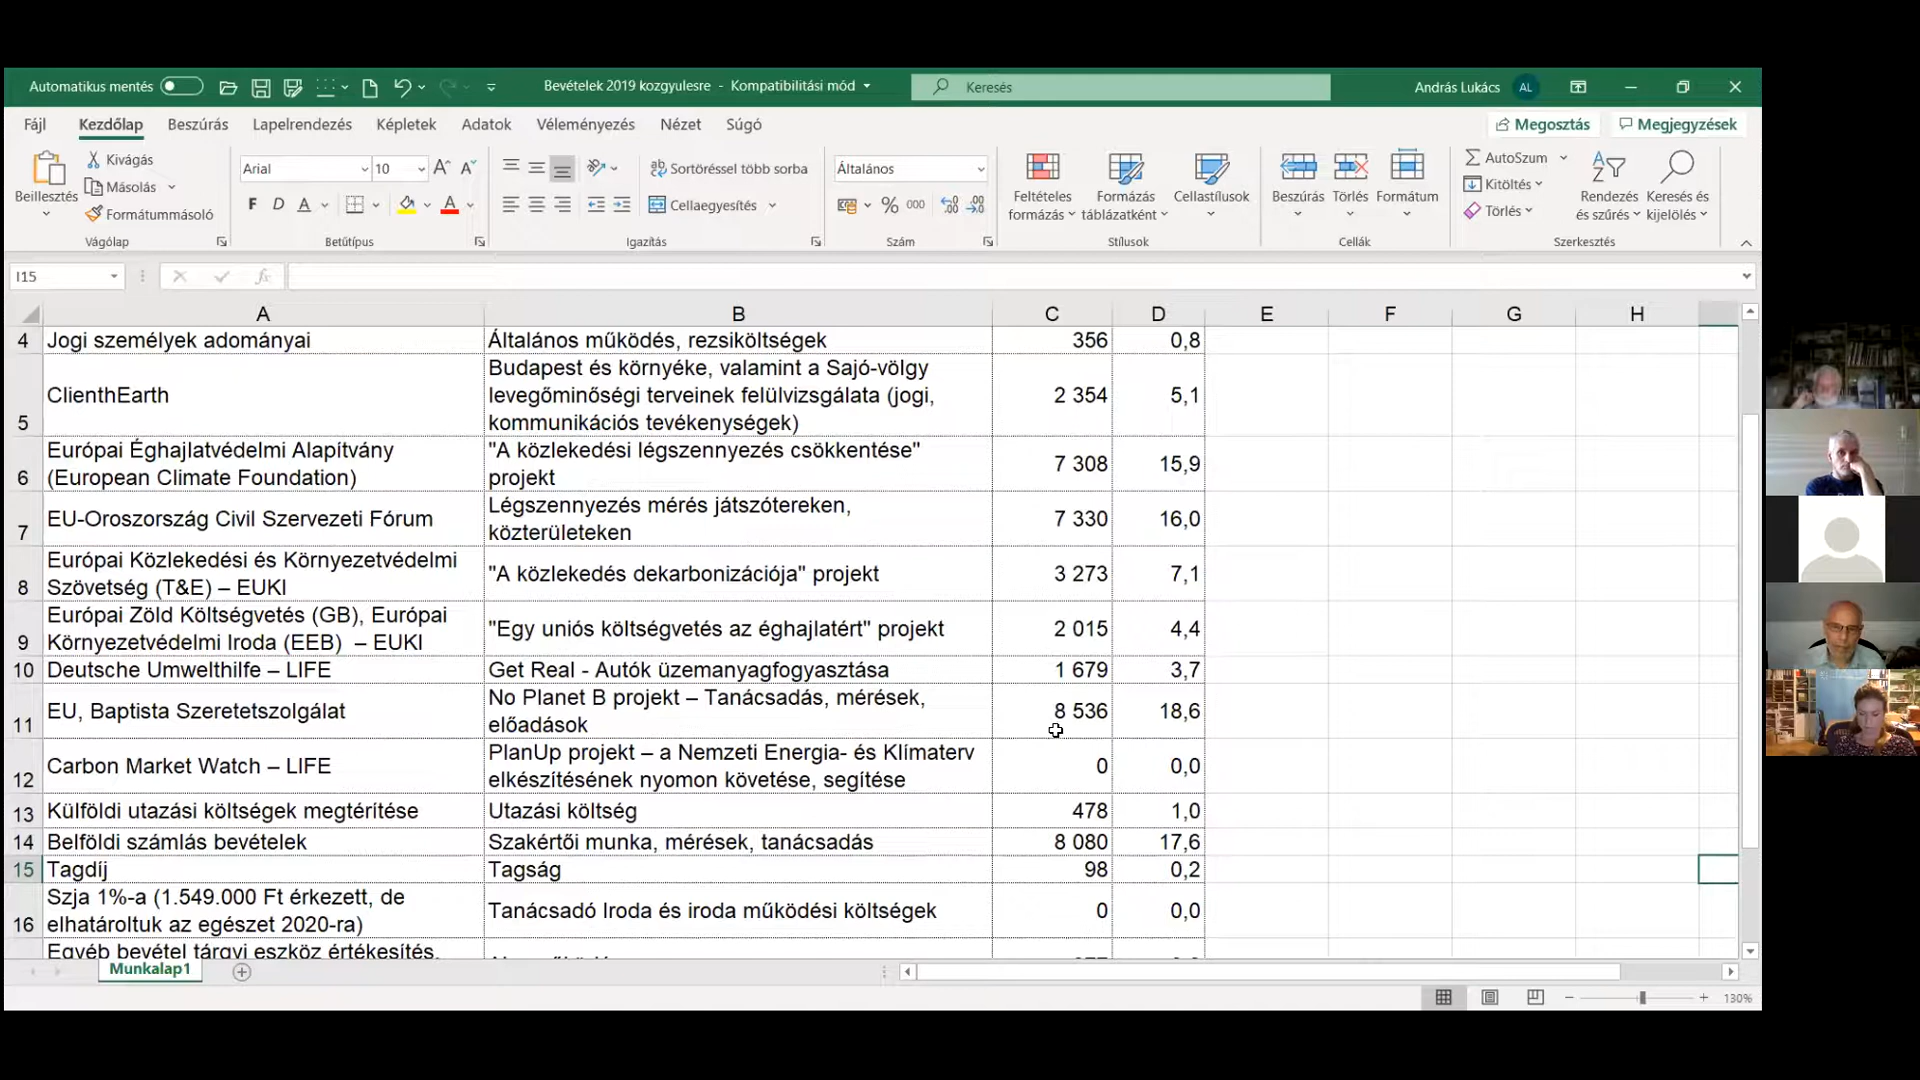 Automatikus mentés
Bevételek 2019 kozgyulesre - Kompatibilitási mód
Keresés
András Lukács AL
Fájl Kezdőlap Beszúrás Lapelrendezés Képletek Adatok Véleményezés Nézet Súgó Megosztás Megjegyzések
Beillesztés
Kivágás
Másolás
Formátummásoló
Vágólap
Arial 10
F D A
Betűtípus
Sortöréssel több sorba
Cellaegyesítés
Igazítás
Általános
% 000
Szám
Feltételes formázás
Formázás táblázatként
Cellastílusok
Stílusok
Beszúrás Törlés Formátum
Cellák
AutoSzum
Kitöltés
Törlés
Rendezés és szűrés
Keresés és kijelölés
Szerkesztés
I15
fx
A B C D E F G H
4 Jogi személyek adományai Általános működés, rezsiköltségek 356 0,8
5 ClienthEarth Budapest és környéke, valamint a Sajó-völgy
levegőminőségi terveinek felülvizsgálata (jogi, 2 354 5,1
kommunikációs tevékenységek)
6 Európai Éghajlatvédelmi Alapítvány "A közlekedési légszennyezés csökkentése" 7 308 15,9
(European Climate Foundation) projekt
7 EU-Oroszország Civil Szervezeti Fórum Légszennyezés mérés játszótereken, 7 330 16,0
közterületeken
8 Európai Közlekedési és Környezetvédelmi "A közlekedés dekarbonizációja" projekt 3 273 7,1
Szövetség (T&E) – EUKI
9 Európai Zöld Költségvetés (GB), Európai "Egy uniós költségvetés az éghajlatért" projekt 2 015 4,4
Környezetvédelmi Iroda (EEB) – EUKI
10 Deutsche Umwelthilfe – LIFE Get Real - Autók üzemanyagfogyasztása 1 679 3,7
11 EU, Baptista Szeretetszolgálat No Planet B projekt – Tanácsadás, mérések, 8 536 18,6
előadások
12 Carbon Market Watch – LIFE PlanUp projekt – a Nemzeti Energia- és Klímaterv 0 0,0
elkészítésének nyomon követése, segítése
13 Külföldi utazási költségek megtérítése Utazási költség 478 1,0
14 Belföldi számlás bevételek Szakértői munka, mérések, tanácsadás 8 080 17,6
15 Tagdíj Tagság 98 0,2
16 Szja 1%-a (1.549.000 Ft érkezett, de Tanácsadó Iroda és iroda működési költségek 0 0,0
elhatároltuk az egészet 2020-ra)
Egyéb bevétel tárgyi eszköz értékesítés,
Munkalap1
130%